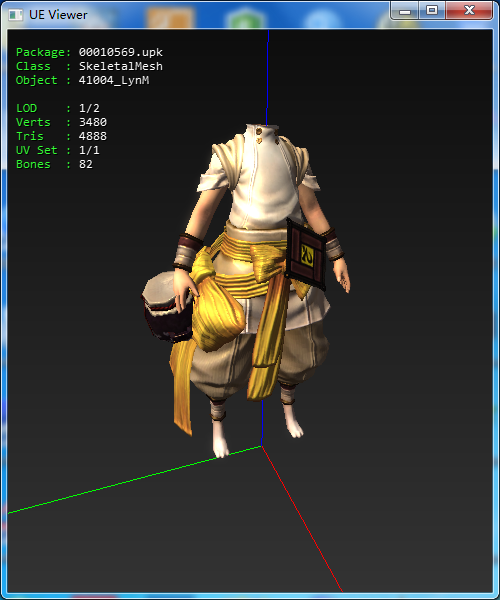 UE Viewer
Package: 00010569.upk
Class : SkeletalMesh
Object : 41004_LynM
LOD : 1/2
Verts : 3480
Tris : 4888
UV Set : 1/1
Bones : 82